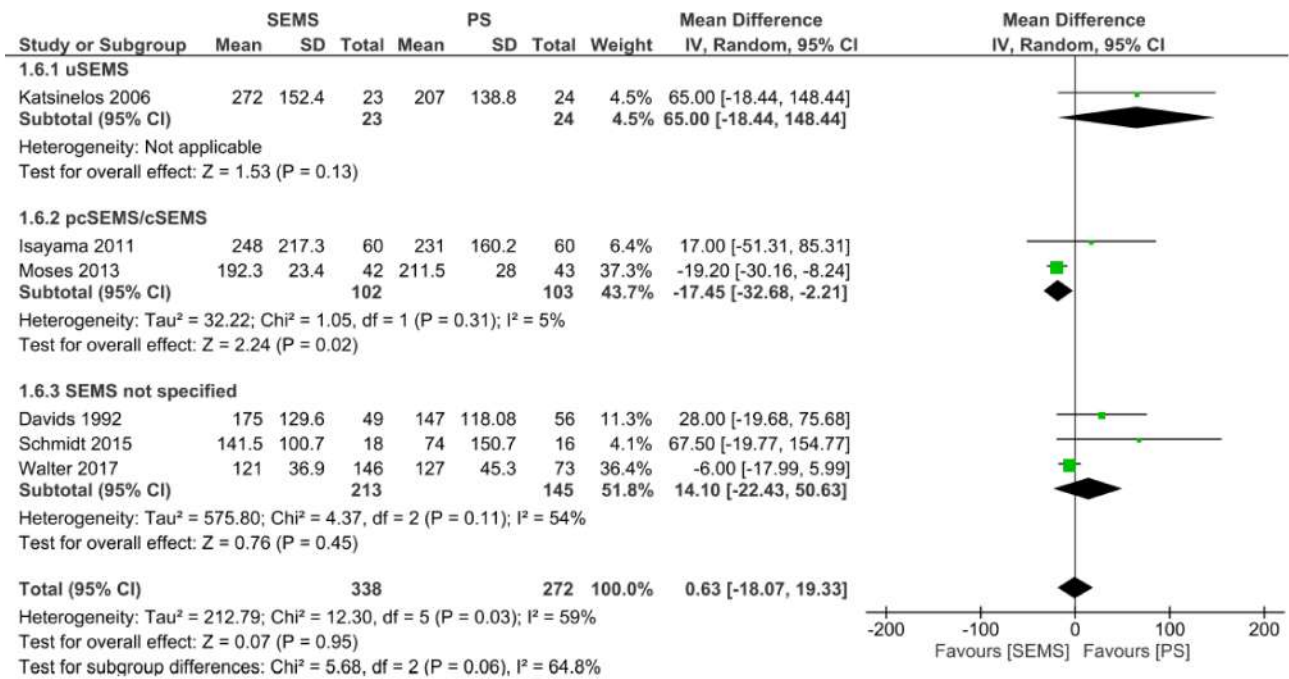 SEMS PS Mean Difference Mean Difference
Study or Subgroup Mean SD Total Mean SD Total Weight IV, Random, 95% CI IV, Random, 95% CI
1.6.1 uSEMS
Katsinelos 2006 272 152.4 23 207 138.8 24 4.5% 65.00 [-18.44, 148.44]
Subtotal (95% CI) 23 24 4.5% 65.00 [-18.44, 148.44]
Heterogeneity: Not applicable
Test for overall effect: Z = 1.53 (P = 0.13)
1.6.2 pcSEMS/cSEMS
Isayama 2011 248 217.3 60 231 160.2 60 6.4% 17.00 [-51.31, 85.31]
Moses 2013 192.3 23.4 42 211.5 28 43 37.3% -19.20 [-30.16, -8.24]
Subtotal (95% CI) 102 103 43.7% -17.45 [-32.68, -2.21]
Heterogeneity: Tau² = 32.22; Chi² = 1.05, df = 1 (P = 0.31); I² = 5%
Test for overall effect: Z = 2.24 (P = 0.02)
1.6.3 SEMS not specified
Davids 1992 175 129.6 49 147 118.08 56 11.3% 28.00 [-19.68, 75.68]
Schmidt 2015 141.5 100.7 18 74 150.7 16 4.1% 67.50 [-19.77, 154.77]
Walter 2017 121 36.9 146 127 45.3 73 36.4% -6.00 [-17.99, 5.99]
Subtotal (95% CI) 213 145 51.8% 14.10 [-22.43, 50.63]
Heterogeneity: Tau² = 575.80; Chi² = 4.37, df = 2 (P = 0.11); I² = 54%
Test for overall effect: Z = 0.76 (P = 0.45)
Total (95% CI) 338 272 100.0% 0.63 [-18.07, 19.33]
Heterogeneity: Tau² = 212.79; Chi² = 12.30, df = 5 (P = 0.03); I² = 59%
Test for overall effect: Z = 0.07 (P = 0.95)
Test for subgroup differences: Chi² = 5.68, df = 2 (P = 0.06), I² = 64.8%
-200 -100 0 100 200
Favours [SEMS] Favours [PS]